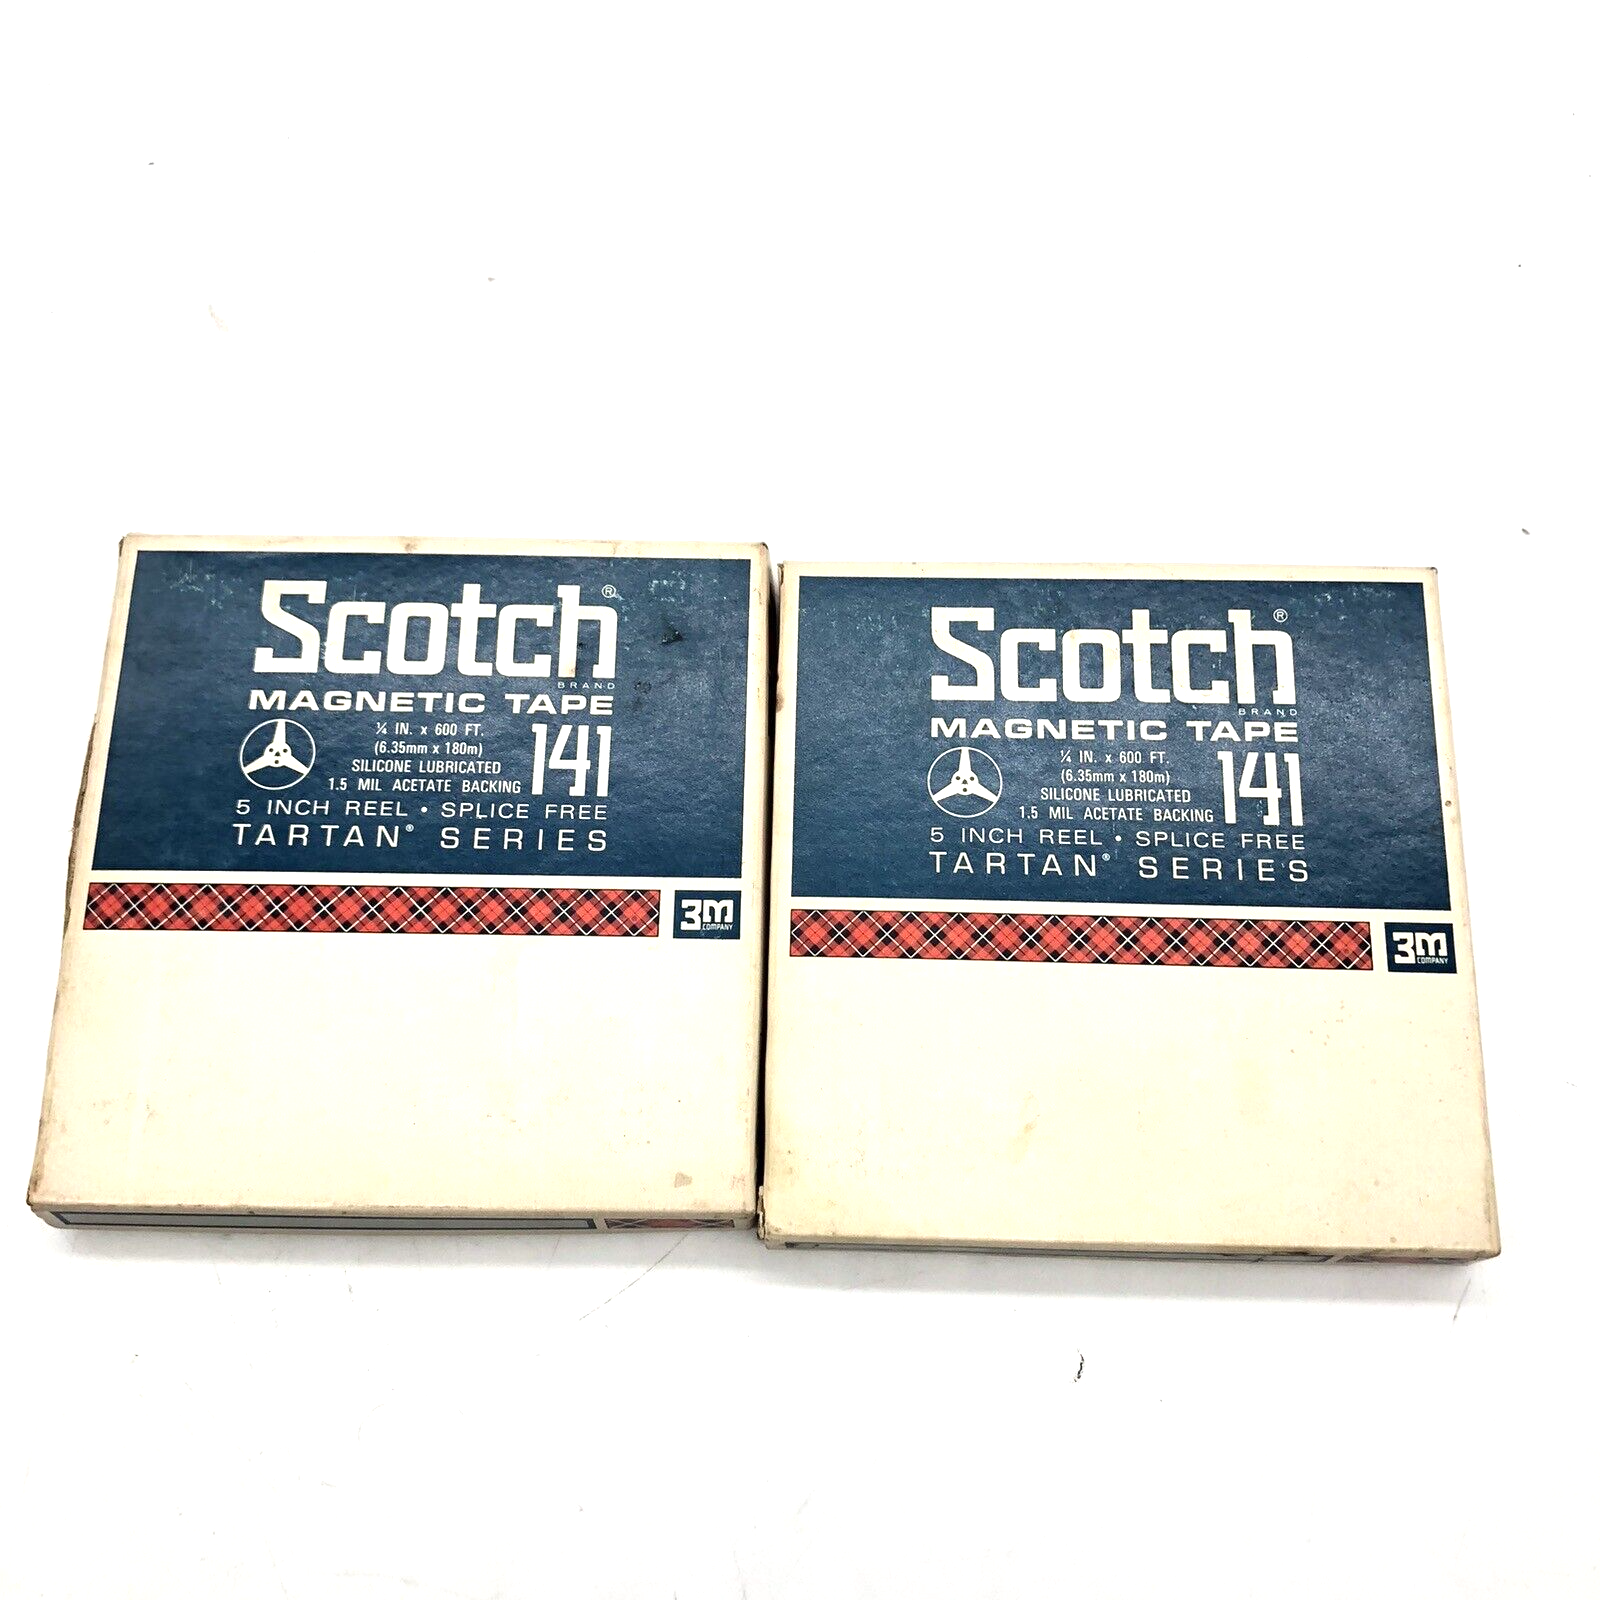 Scotch®
BRAND
MAGNETIC TAPE
¼ IN. x 600 FT.
(6.35mm x 180m)
SILICONE LUBRICATED
1.5 MIL ACETATE BACKING
141
5 INCH REEL • SPLICE FREE
TARTAN® SERIES
3M
COMPANY
Scotch®
BRAND
MAGNETIC TAPE
¼ IN. x 600 FT.
(6.35mm x 180m)
SILICONE LUBRICATED
1.5 MIL ACETATE BACKING
141
5 INCH REEL • SPLICE FREE
TARTAN® SERIES
3M
COMPANY